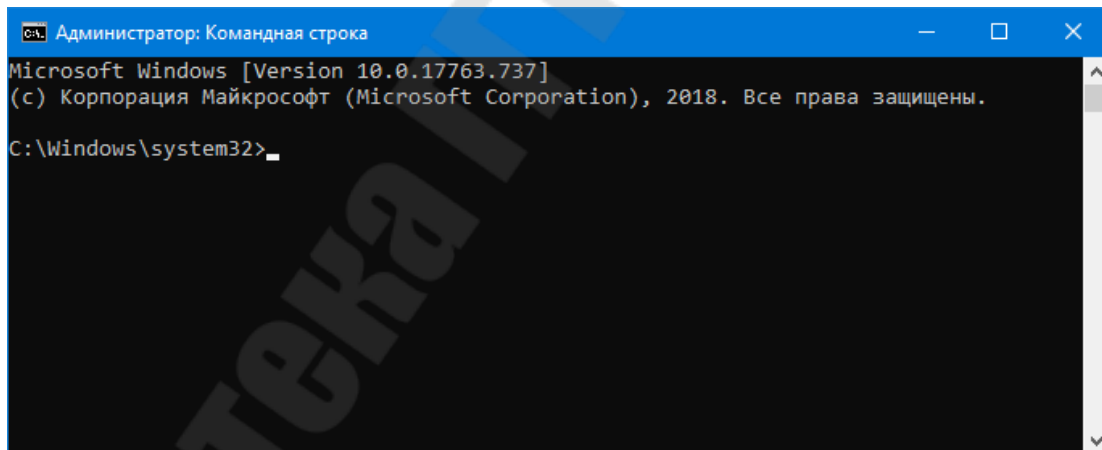 Администратор: Командная строка
Microsoft Windows [Version 10.0.17763.737]
(c) Корпорация Майкрософт (Microsoft Corporation), 2018. Все права защищены.
C:\Windows\system32>